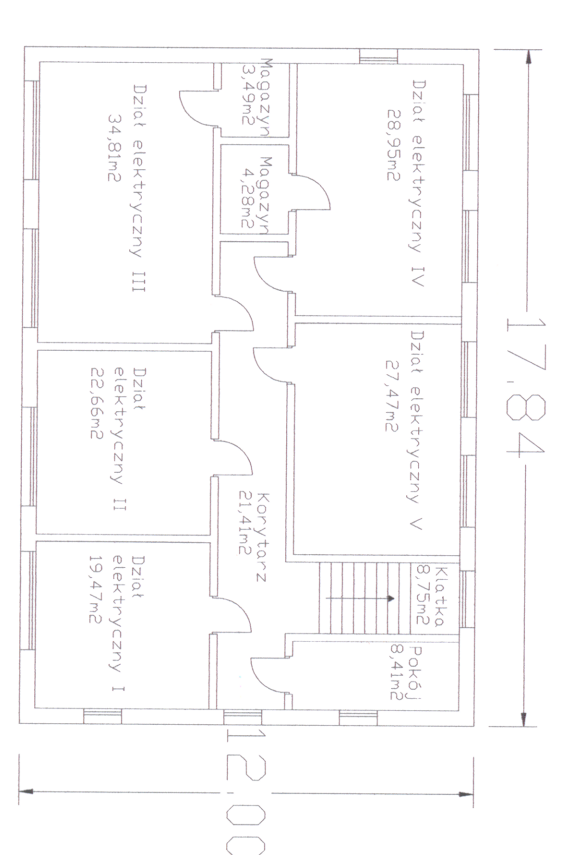 Magazyn
3,49m2
Dział elektryczny IV
28,95m2
Dział elektryczny III
34,81m2
Magazyn
4,28m2
17.84
Dział elektryczny V
27,47m2
Dział
elektryczny II
22,66m2
Korytarz
21,41m2
Klatka
8,75m2
Dział
elektryczny I
19,47m2
Pokój
8,41m2
12.00